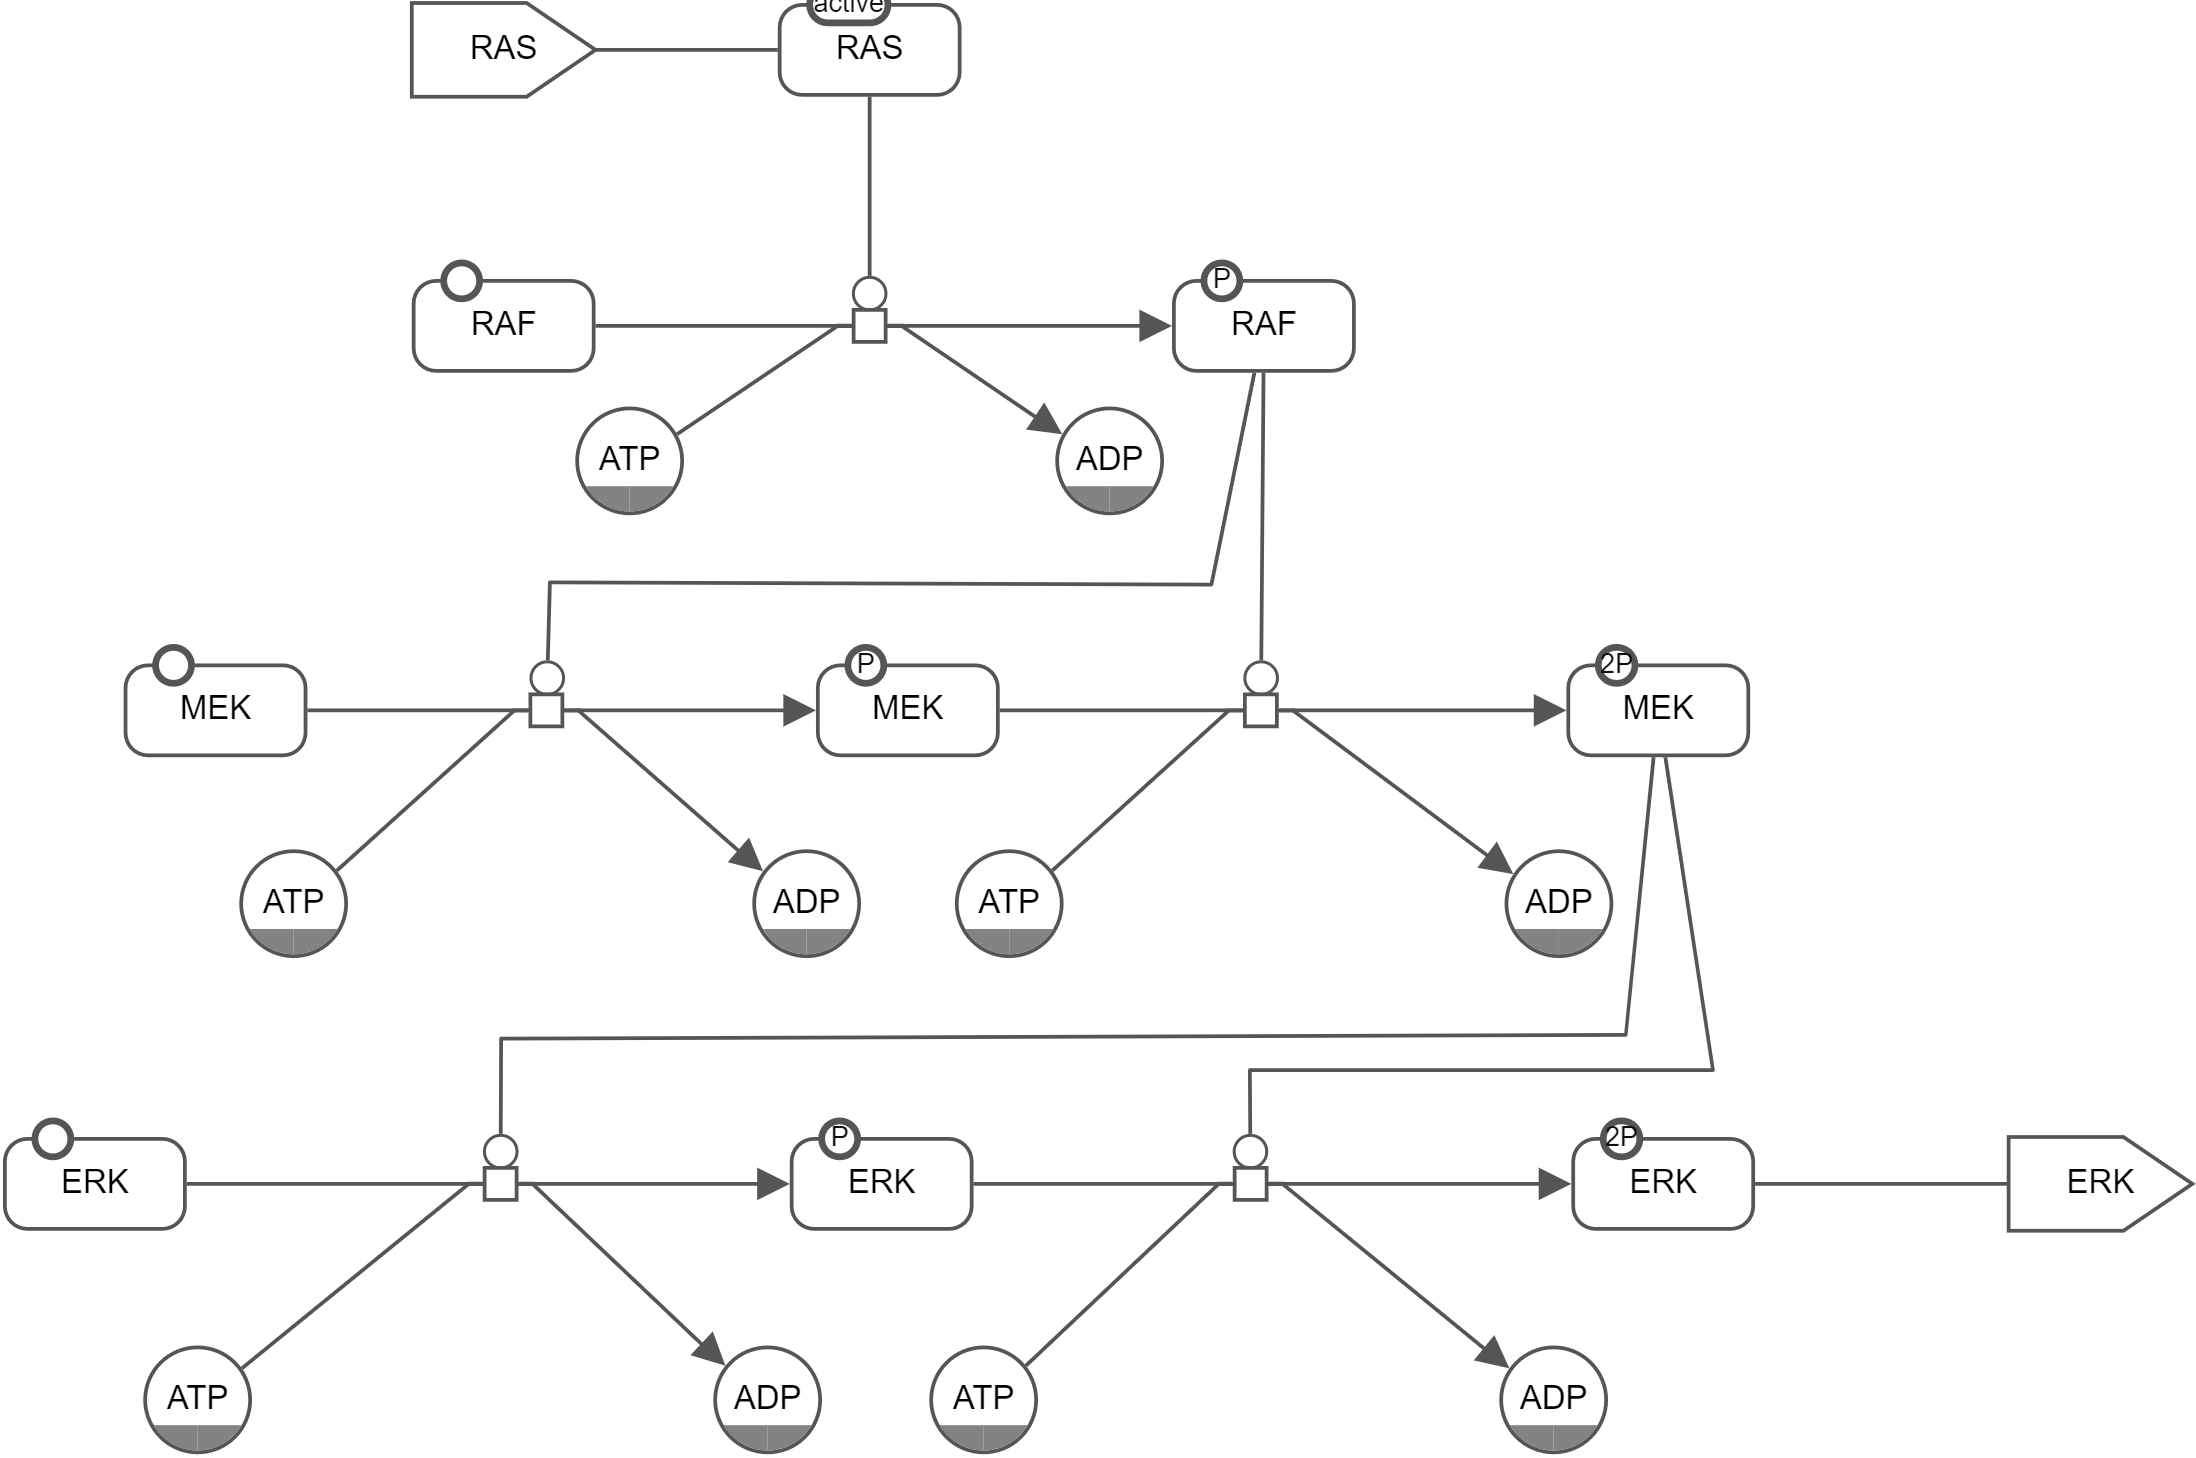 active
RAS
RAS
P
RAF
RAF
ATP
ADP
P
2P
MEK
MEK
MEK
ATP
ADP
ATP
ADP
P
2P
ERK
ERK
ERK
ERK
ATP
ADP
ATP
ADP